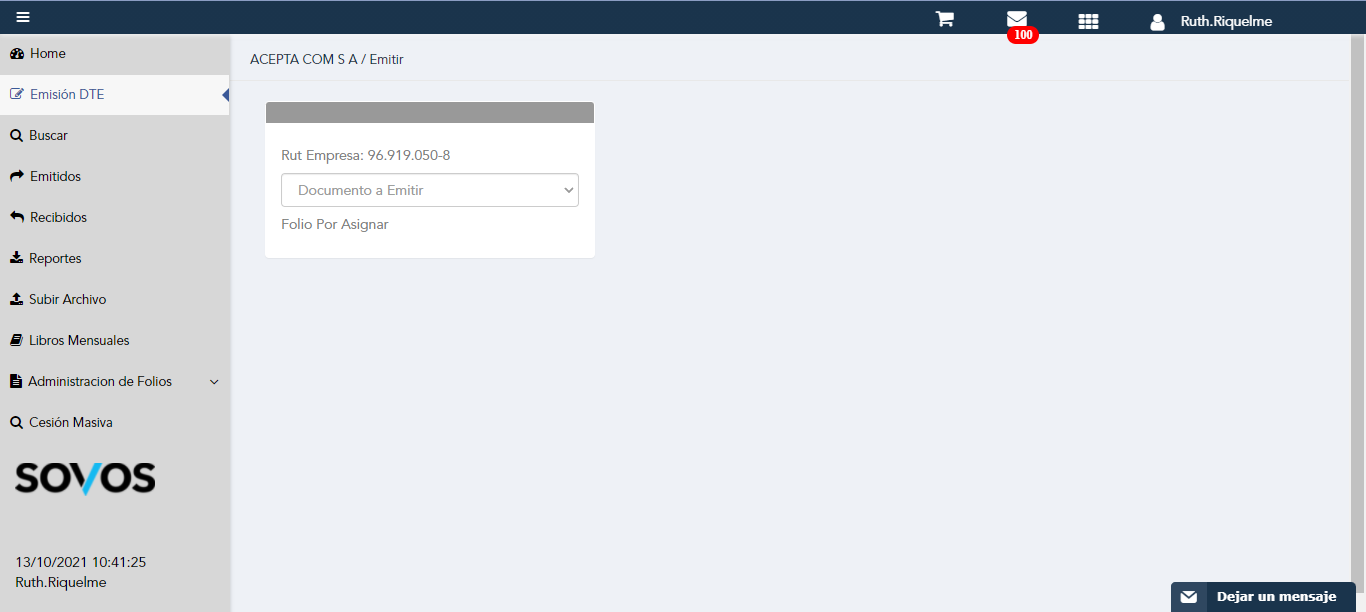 100
Ruth.Riquelme
Home
Emisión DTE
Buscar
Emitidos
Recibidos
Reportes
Subir Archivo
Libros Mensuales
Administracion de Folios
Cesión Masiva
SOVOS
13/10/2021 10:41:25
Ruth.Riquelme
ACEPTA COM S A / Emitir
Rut Empresa: 96.919.050-8
Documento a Emitir
Folio Por Asignar
Dejar un mensaje